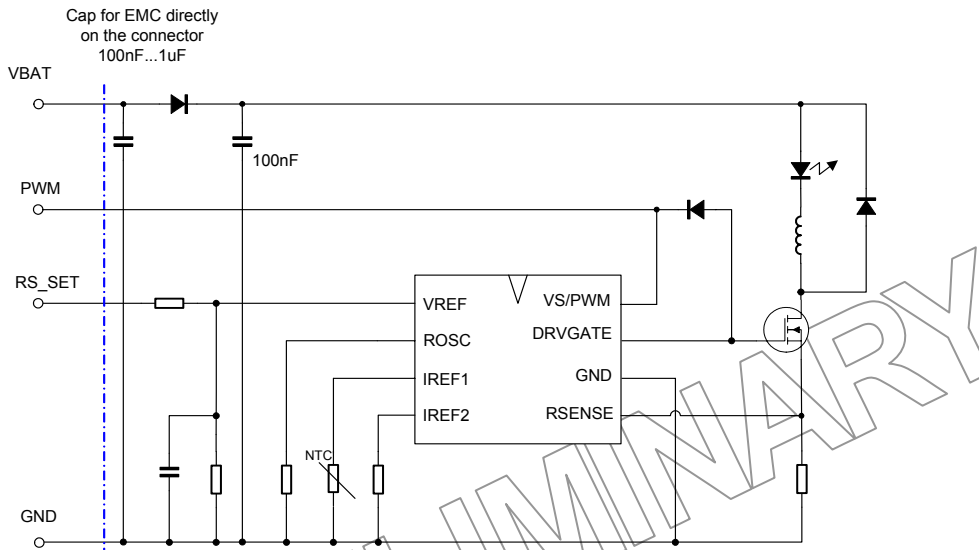 Cap for EMC directly
on the connector
100nF...1uF
VBAT
100nF
PWM
RS_SET
VREF
VS/PWM
ROSC
DRVGATE
IREF1
GND
IREF2
RSENSE
NTC
GND